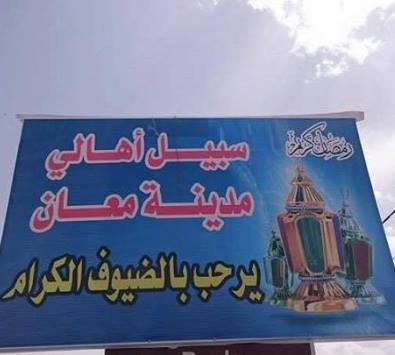 رمضان كريم
سبيل أهالي
مدينة معان
يرحب بالضيوف الكرام